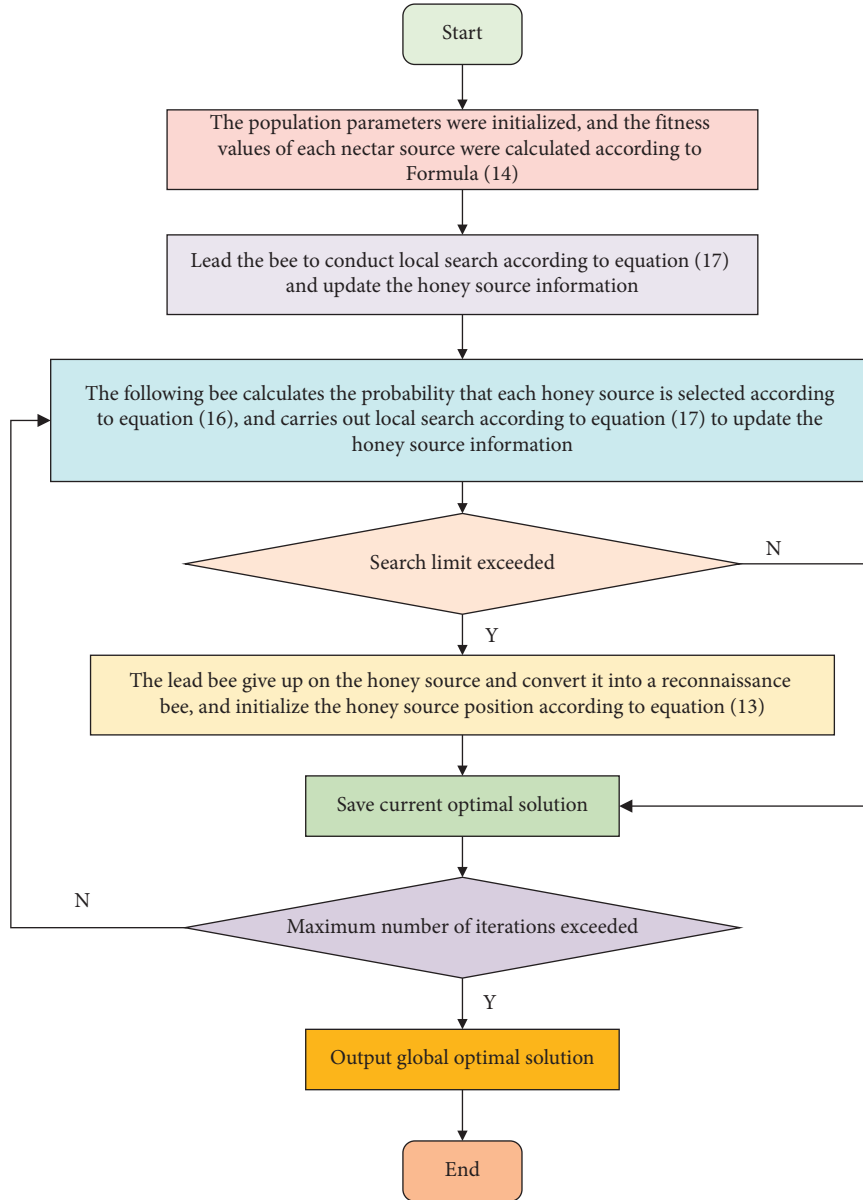 Start
The population parameters were initialized, and the fitness
values of each nectar source were calculated according to
Formula (14)
Lead the bee to conduct local search according to equation (17)
and update the honey source information
The following bee calculates the probability that each honey source is selected according
to equation (16), and carries out local search according to equation (17) to update the
honey source information
Search limit exceeded
N
Y
The lead bee give up on the honey source and convert it into a reconnaissance
bee, and initialize the honey source position according to equation (13)
Save current optimal solution
N
Maximum number of iterations exceeded
Y
Output global optimal solution
End